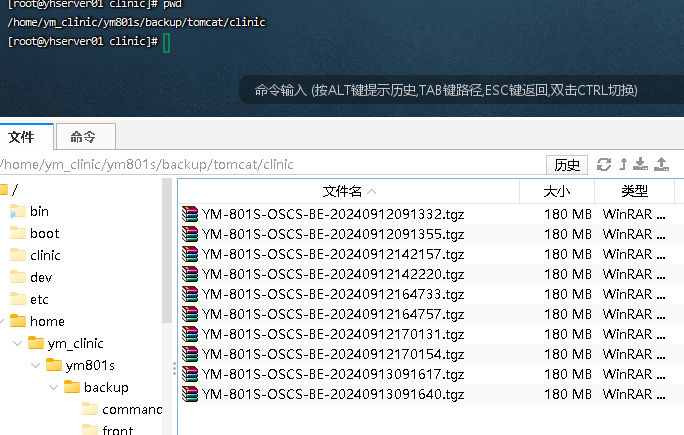 [root@yhserver01 clinic]# pwd
/home/ym_clinic/ym801s/backup/tomcat/clinic
[root@yhserver01 clinic]#
命令输入 (按ALT键提示历史,TAB键路径,ESC键返回,双击CTRL切换)
文件 命令
/home/ym_clinic/ym801s/backup/tomcat/clinic 历史
/
bin
boot
clinic
dev
etc
home
ym_clinic
ym801s
backup
command
front
文件名 大小 类型
YM-801S-OSCS-BE-20240912091332.tgz 180 MB WinRAR ...
YM-801S-OSCS-BE-20240912091355.tgz 180 MB WinRAR ...
YM-801S-OSCS-BE-20240912142157.tgz 180 MB WinRAR ...
YM-801S-OSCS-BE-20240912142220.tgz 180 MB WinRAR ...
YM-801S-OSCS-BE-20240912164733.tgz 180 MB WinRAR ...
YM-801S-OSCS-BE-20240912164757.tgz 180 MB WinRAR ...
YM-801S-OSCS-BE-20240912170131.tgz 180 MB WinRAR ...
YM-801S-OSCS-BE-20240912170154.tgz 180 MB WinRAR ...
YM-801S-OSCS-BE-20240913091617.tgz 180 MB WinRAR ...
YM-801S-OSCS-BE-20240913091640.tgz 180 MB WinRAR ...